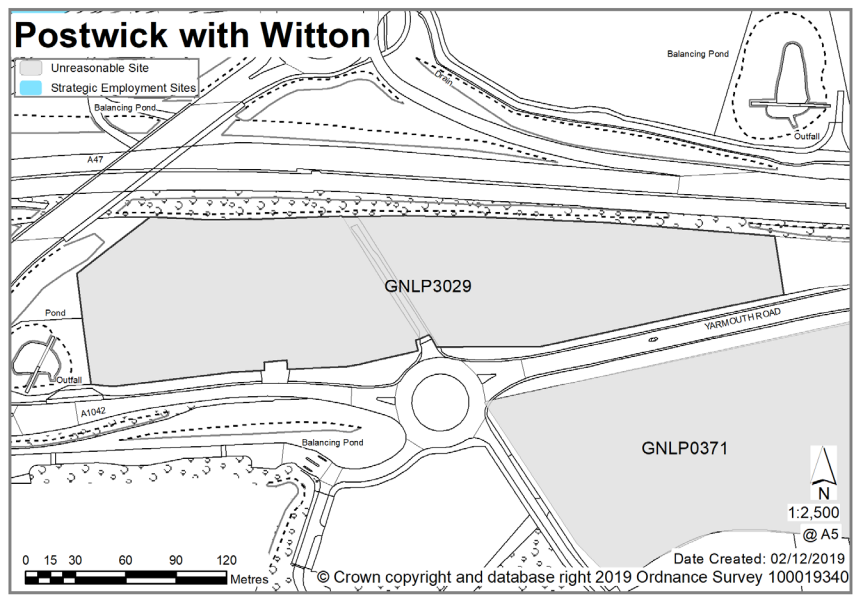 Postwick with Witton
Unreasonable Site
Strategic Employment Sites
Balancing Pond
Drain
Balancing Pond
Outfall
A47
GNLP3029
YARMOUTH ROAD
Pond
Outfall
A1042
Balancing Pond
GNLP0371
N
1:2,500
@ A5
0 15 30 60 90 120
Metres
Date Created: 02/12/2019
© Crown copyright and database right 2019 Ordnance Survey 100019340